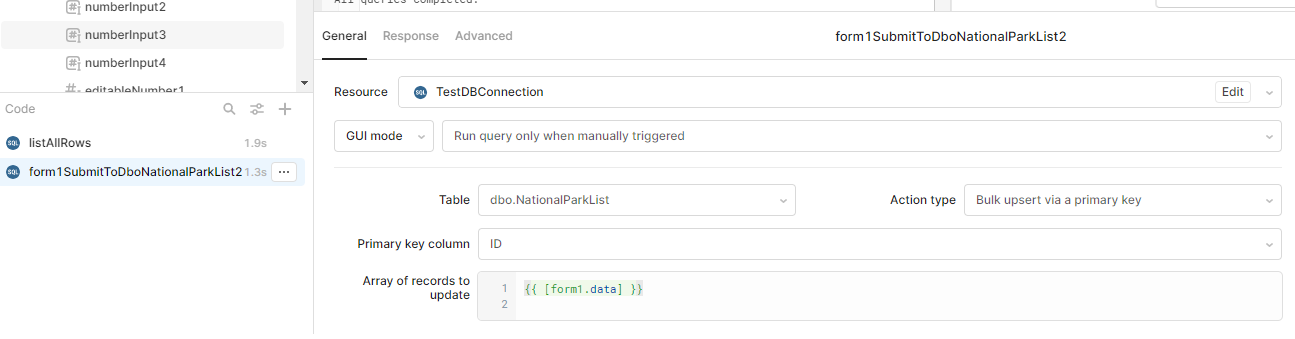 numberInput2
numberInput3
numberInput4
editableNumber1
Code
listAllRows 1.9s
form1SubmitToDboNationalParkList2 1.3s
All queries completed.
General Response Advanced form1SubmitToDboNationalParkList2
Resource SQL TestDBConnection Edit
GUI mode Run query only when manually triggered
Table dbo.NationalParkList Action type Bulk upsert via a primary key
Primary key column ID
Array of records to
update
1 {{ [form1.data] }}
2